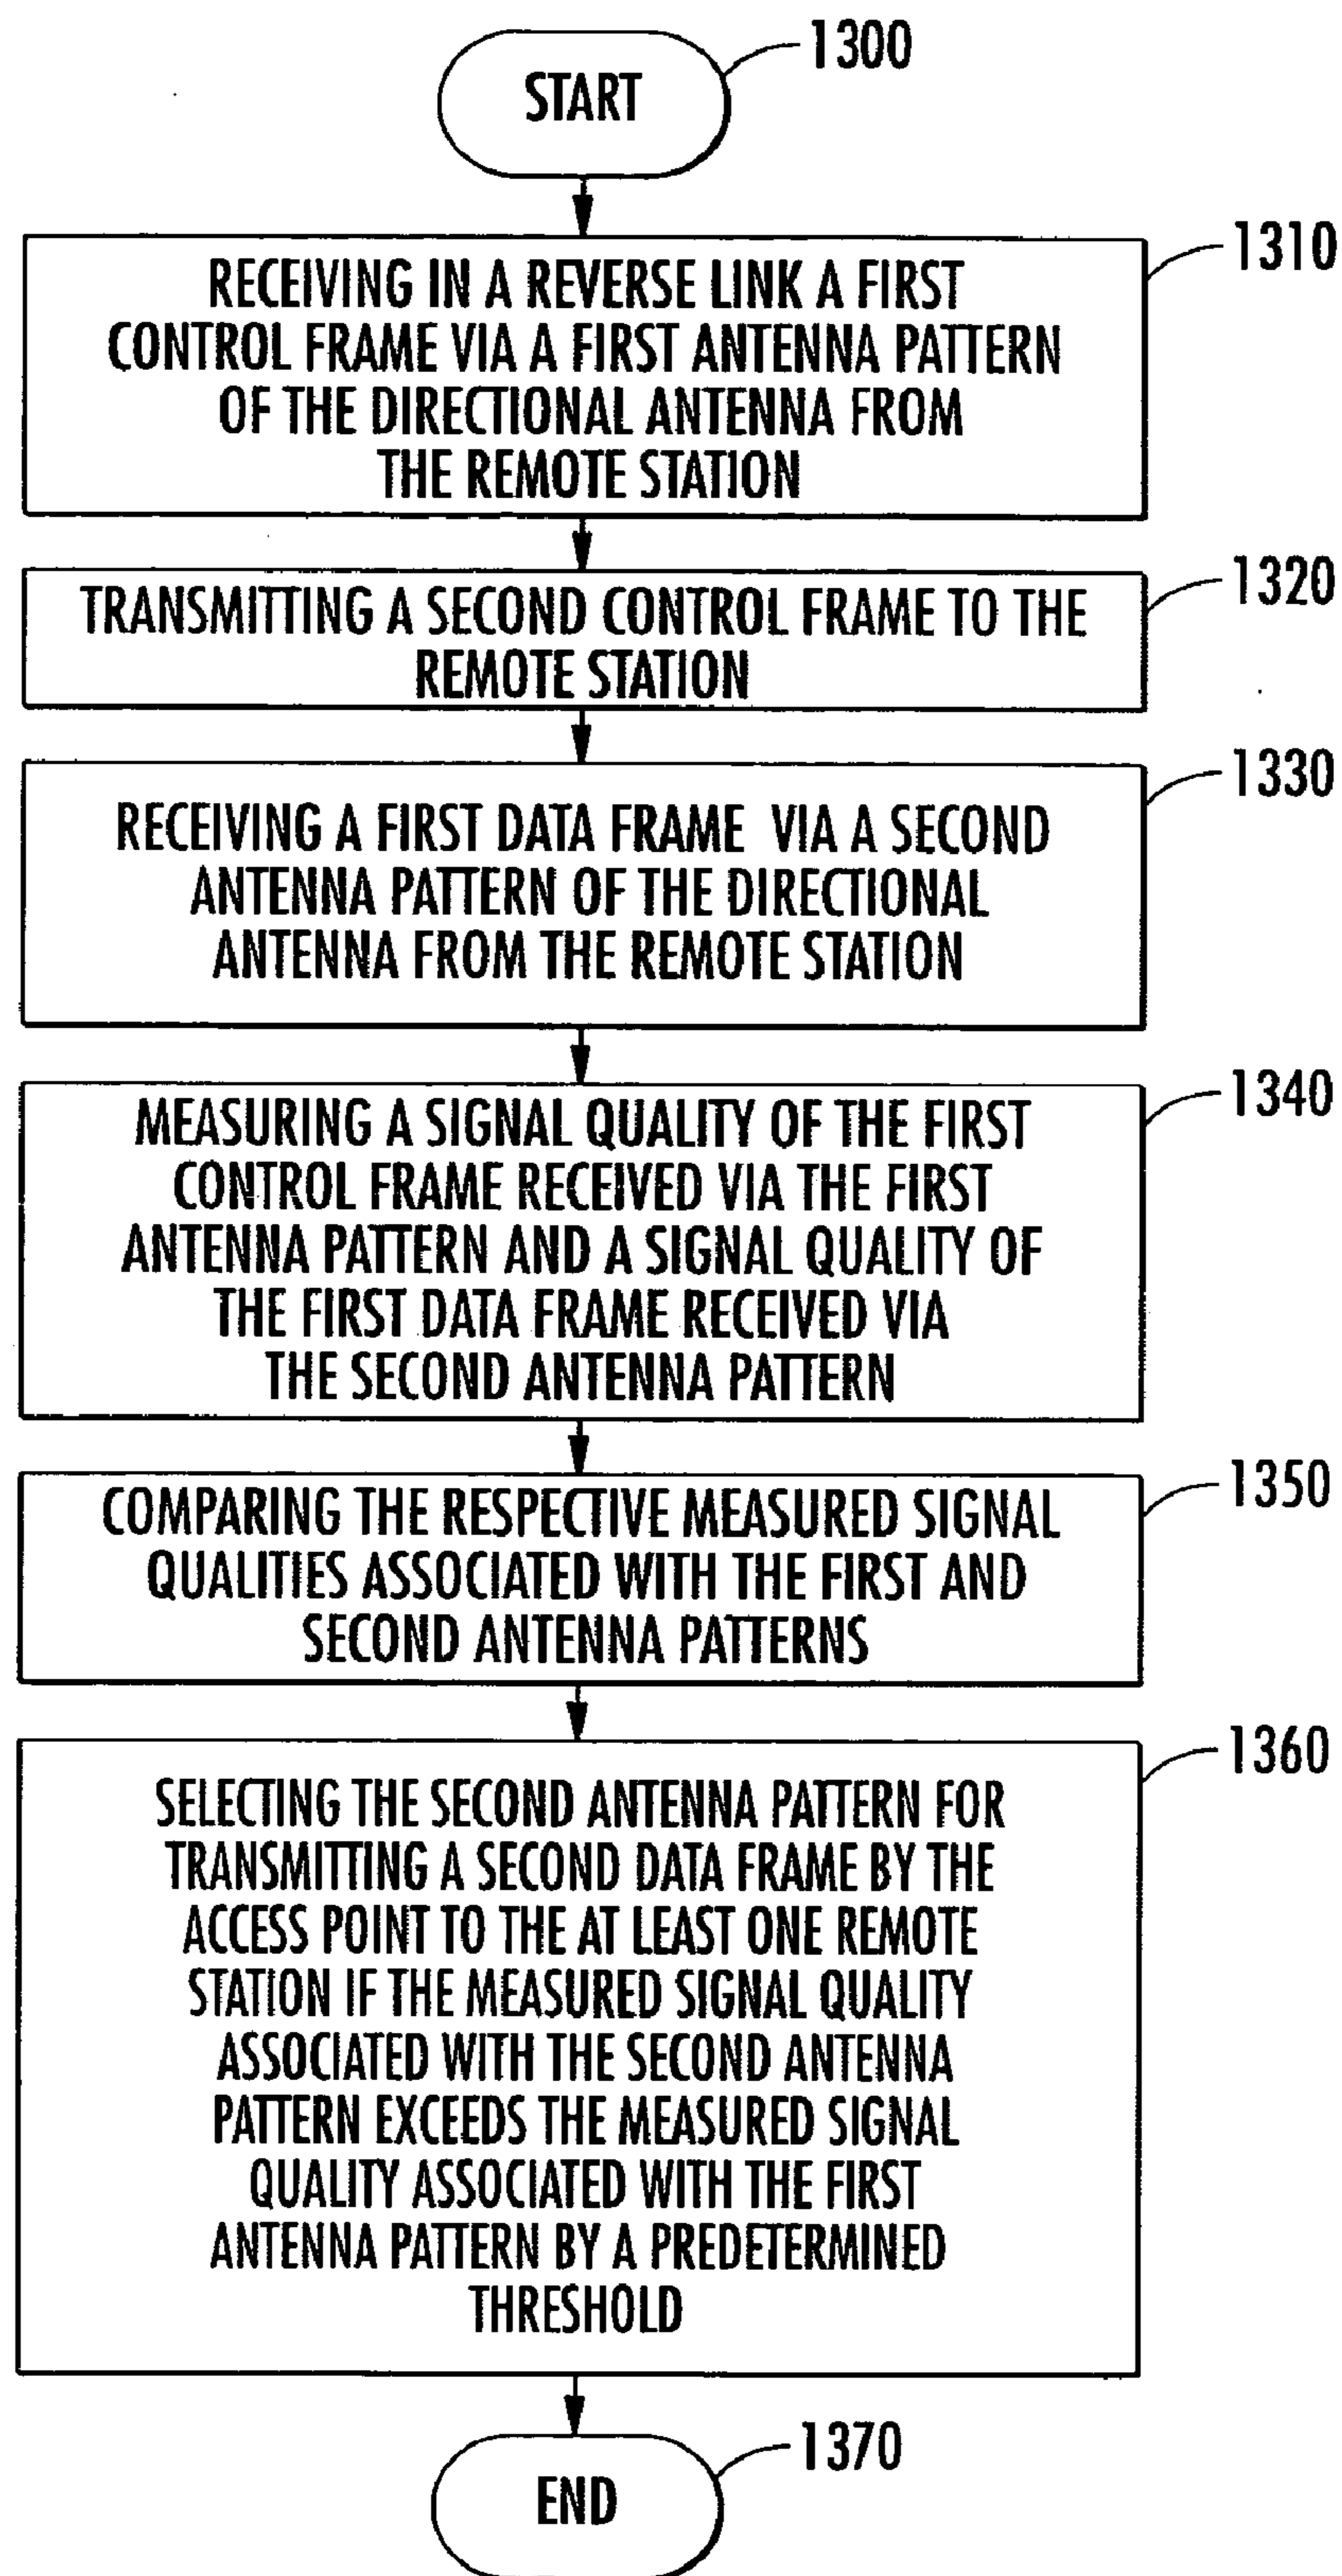 1300
START
1310
RECEIVING IN A REVERSE LINK A FIRST
CONTROL FRAME VIA A FIRST ANTENNA PATTERN
OF THE DIRECTIONAL ANTENNA FROM
THE REMOTE STATION
1320
TRANSMITTING A SECOND CONTROL FRAME TO THE
REMOTE STATION
1330
RECEIVING A FIRST DATA FRAME VIA A SECOND
ANTENNA PATTERN OF THE DIRECTIONAL
ANTENNA FROM THE REMOTE STATION
1340
MEASURING A SIGNAL QUALITY OF THE FIRST
CONTROL FRAME RECEIVED VIA THE FIRST
ANTENNA PATTERN AND A SIGNAL QUALITY OF
THE FIRST DATA FRAME RECEIVED VIA
THE SECOND ANTENNA PATTERN
1350
COMPARING THE RESPECTIVE MEASURED SIGNAL
QUALITIES ASSOCIATED WITH THE FIRST AND
SECOND ANTENNA PATTERNS
1360
SELECTING THE SECOND ANTENNA PATTERN FOR
TRANSMITTING A SECOND DATA FRAME BY THE
ACCESS POINT TO THE AT LEAST ONE REMOTE
STATION IF THE MEASURED SIGNAL QUALITY
ASSOCIATED WITH THE SECOND ANTENNA
PATTERN EXCEEDS THE MEASURED SIGNAL
QUALITY ASSOCIATED WITH THE FIRST
ANTENNA PATTERN BY A PREDETERMINED
THRESHOLD
1370
END